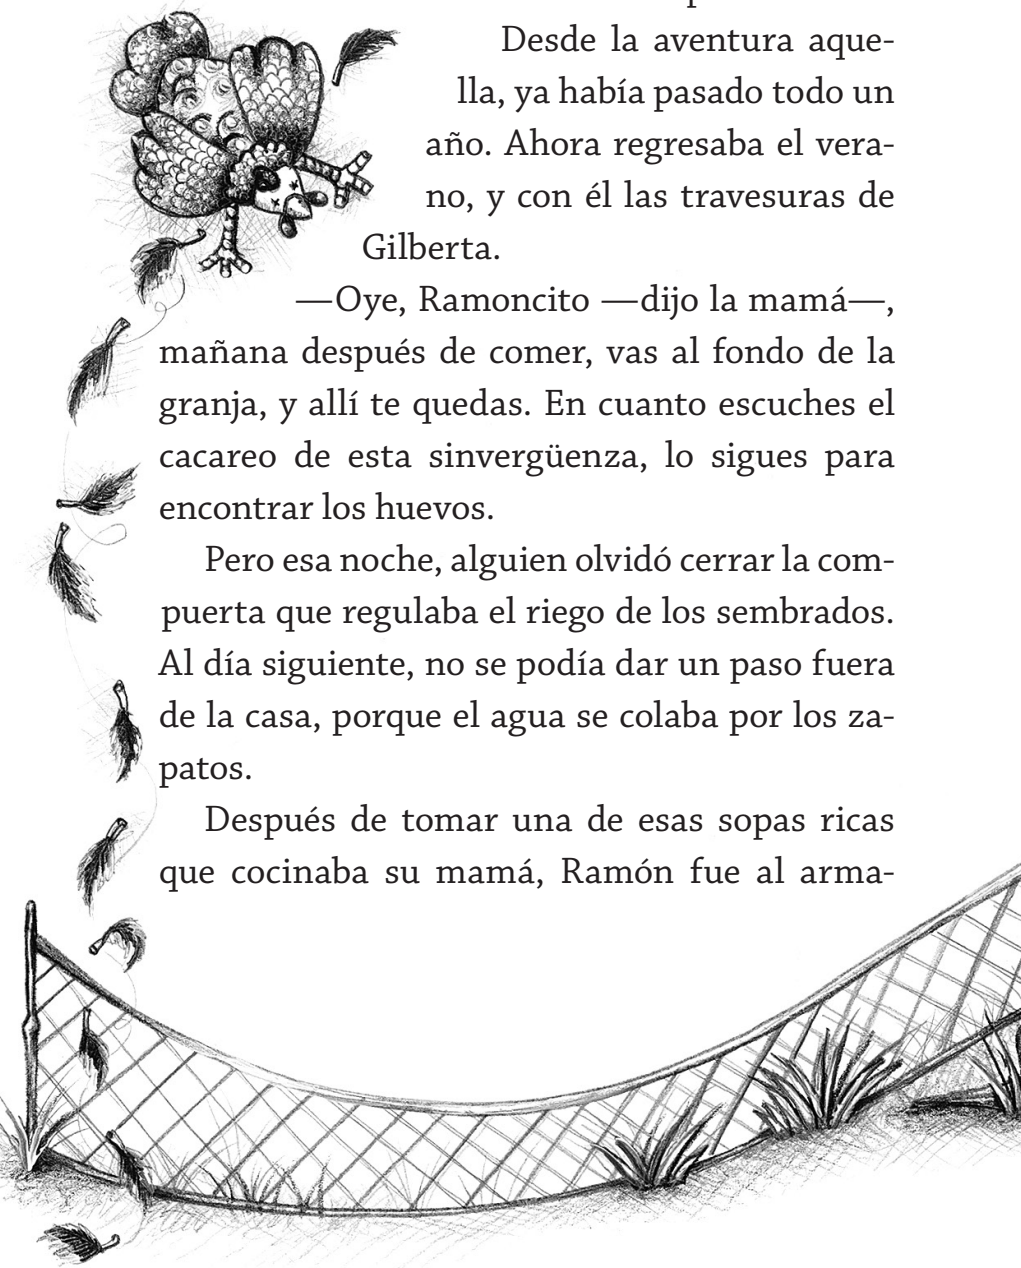 Desde la aventura aque-
lla, ya había pasado todo un
año. Ahora regresaba el vera-
no, y con él las travesuras de
Gilberta.
—Oye, Ramoncito —dijo la mamá—,
mañana después de comer, vas al fondo de la
granja, y allí te quedas. En cuanto escuches el
cacareo de esta sinvergüenza, lo sigues para
encontrar los huevos.
Pero esa noche, alguien olvidó cerrar la com-
puerta que regulaba el riego de los sembrados.
Al día siguiente, no se podía dar un paso fuera
de la casa, porque el agua se colaba por los za-
patos.
Después de tomar una de esas sopas ricas
que cocinaba su mamá, Ramón fue al arma-